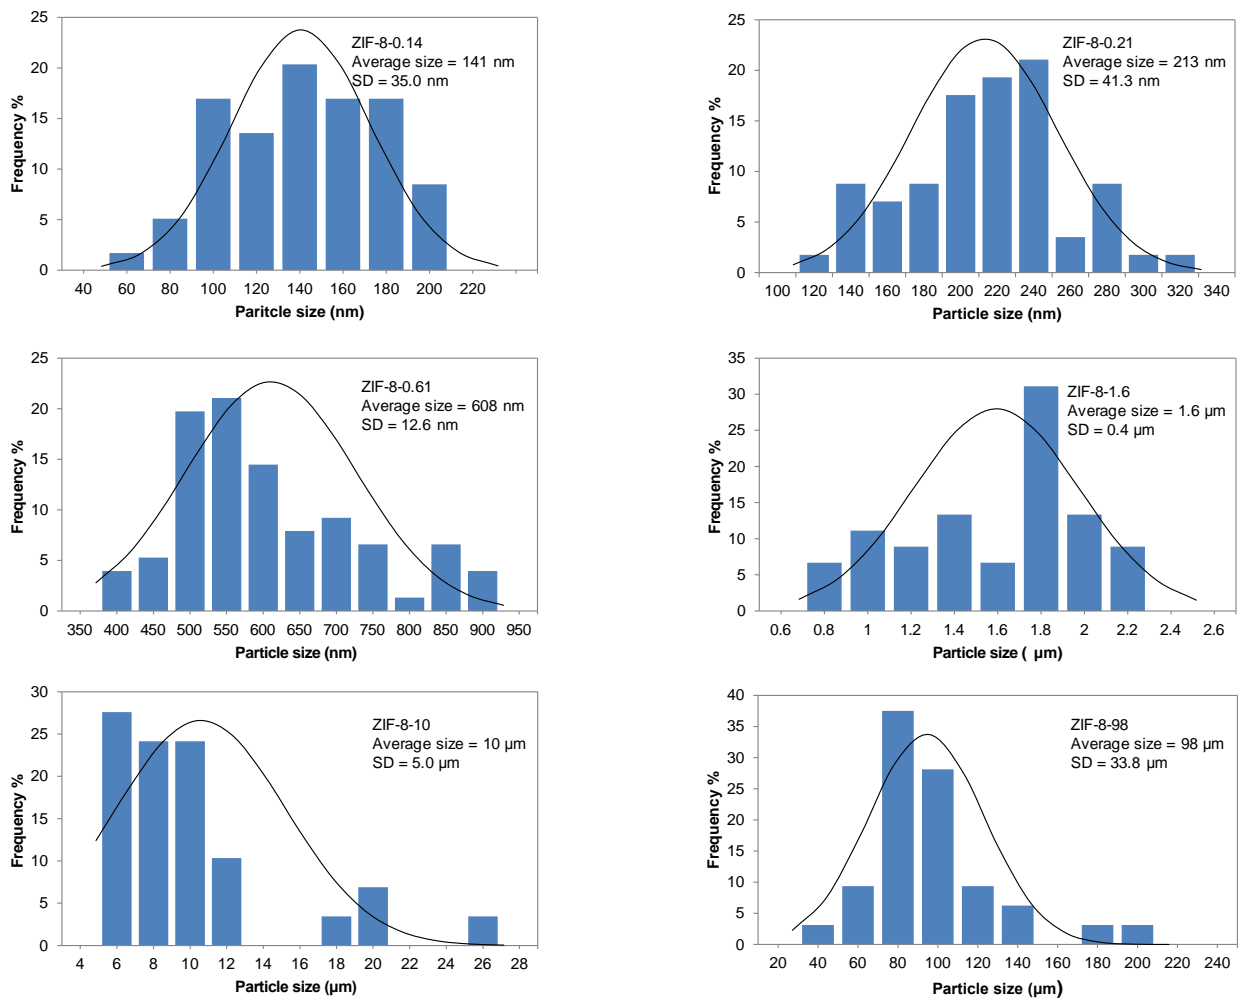 25
20
15
10
5
0
Frequency %
ZIF-8-0.14
Average size = 141 nm
SD = 35.0 nm
40 60 80 100 120 140 160 180 200 220
Paritcle size (nm)
25
20
15
10
5
0
Frequency %
ZIF-8-0.21
Average size = 213 nm
SD = 41.3 nm
100 120 140 160 180 200 220 240 260 280 300 320 340
Particle size (nm)
25
20
15
10
5
0
Frequency %
ZIF-8-0.61
Average size = 608 nm
SD = 12.6 nm
350 400 450 500 550 600 650 700 750 800 850 900 950
Particle size (nm)
35
30
25
20
15
10
5
0
Frequency %
ZIF-8-1.6
Average size = 1.6 µm
SD = 0.4 µm
0.6 0.8 1 1.2 1.4 1.6 1.8 2 2.2 2.4 2.6
Particle size ( µm)
30
25
20
15
10
5
0
Frequency %
ZIF-8-10
Average size = 10 µm
SD = 5.0 µm
4 6 8 10 12 14 16 18 20 22 24 26 28
Particle size (µm)
40
35
30
25
20
15
10
5
0
Frequency %
ZIF-8-98
Average size = 98 µm
SD = 33.8 µm
20 40 60 80 100 120 140 160 180 200 220 240
Particle size (µm)